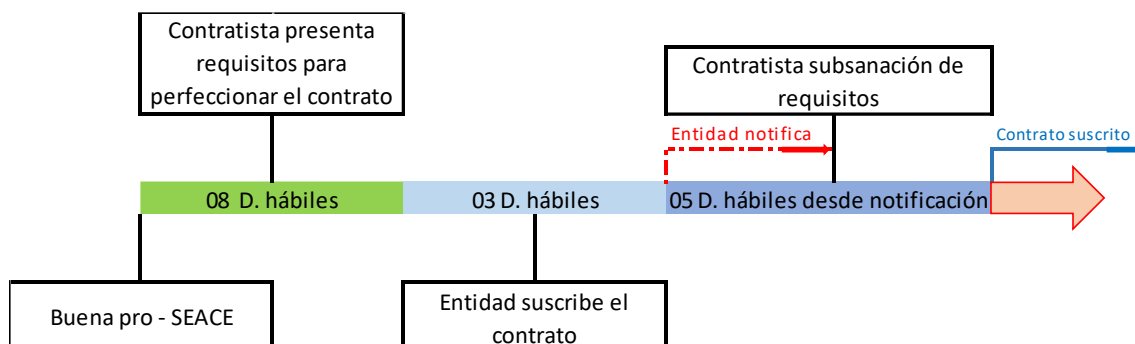 Contratista presenta
requisitos para
perfeccionar el contrato
Contratista subsanación de
requisitos
Entidad notifica
Contrato suscrito
08 D. hábiles
03 D. hábiles
05 D. hábiles desde notificación
Buena pro - SEACE
Entidad suscribe el
contrato